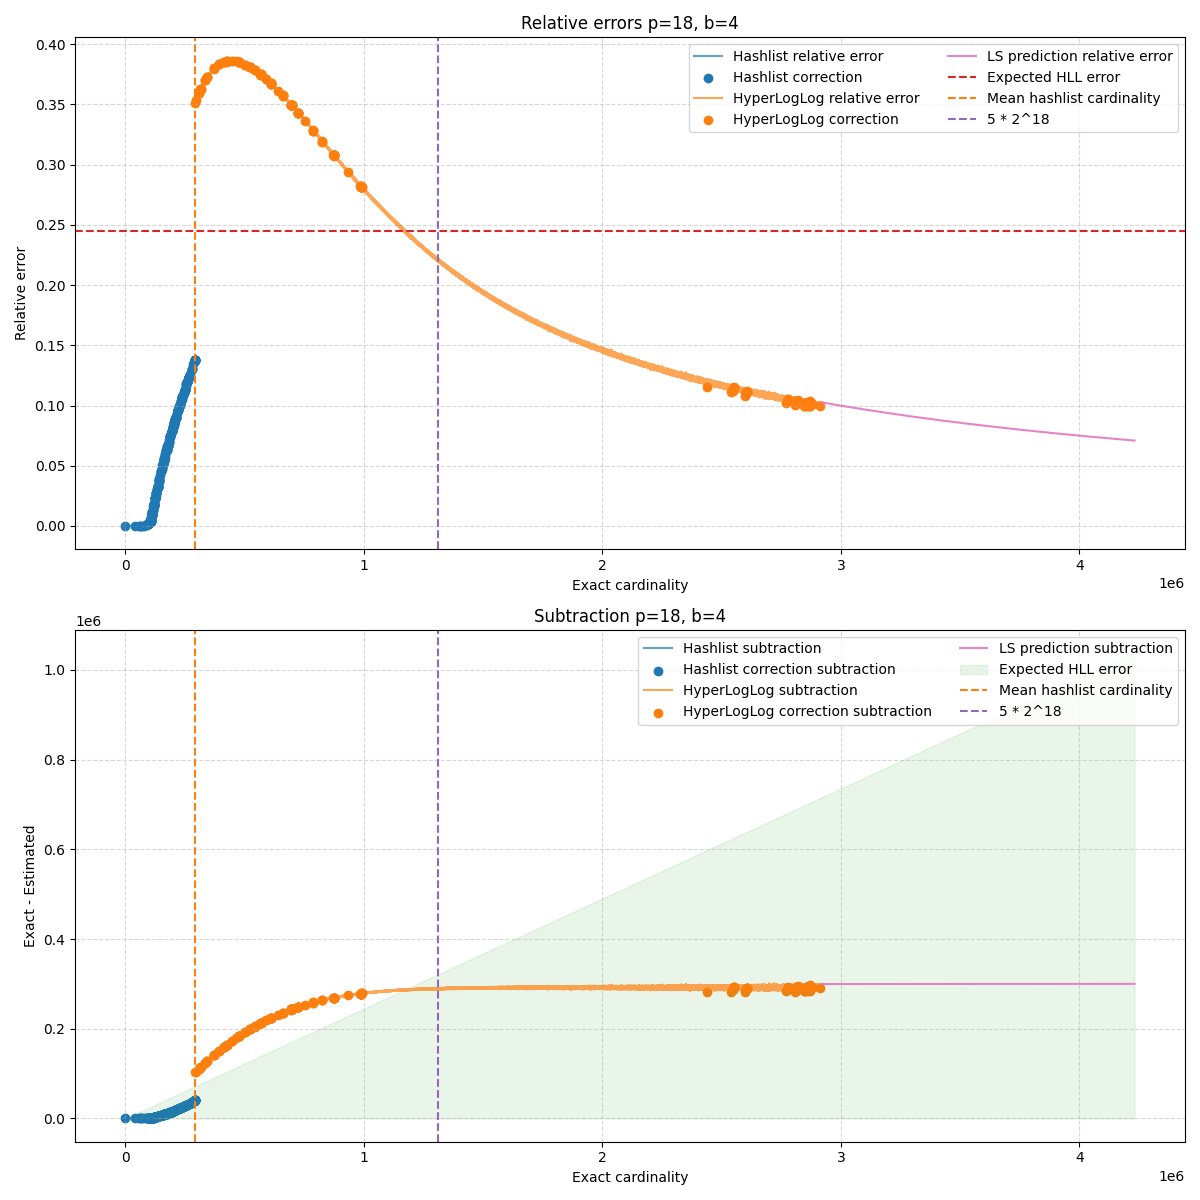 Relative errors p=18, b=4
Hashlist relative error
Hashlist correction
HyperLogLog relative error
HyperLogLog correction
LS prediction relative error
Expected HLL error
Mean hashlist cardinality
5 * 2^18
0.40
0.35
0.30
0.25
0.20
0.15
0.10
0.05
0.00
Relative error
0 1 2 3 4
1e6
Exact cardinality
Subtraction p=18, b=4
1e6
Hashlist subtraction
Hashlist correction subtraction
HyperLogLog subtraction
HyperLogLog correction subtraction
LS prediction subtraction
Expected HLL error
Mean hashlist cardinality
5 * 2^18
1.0
0.8
0.6
0.4
0.2
0.0
Exact - Estimated
0 1 2 3 4
1e6
Exact cardinality